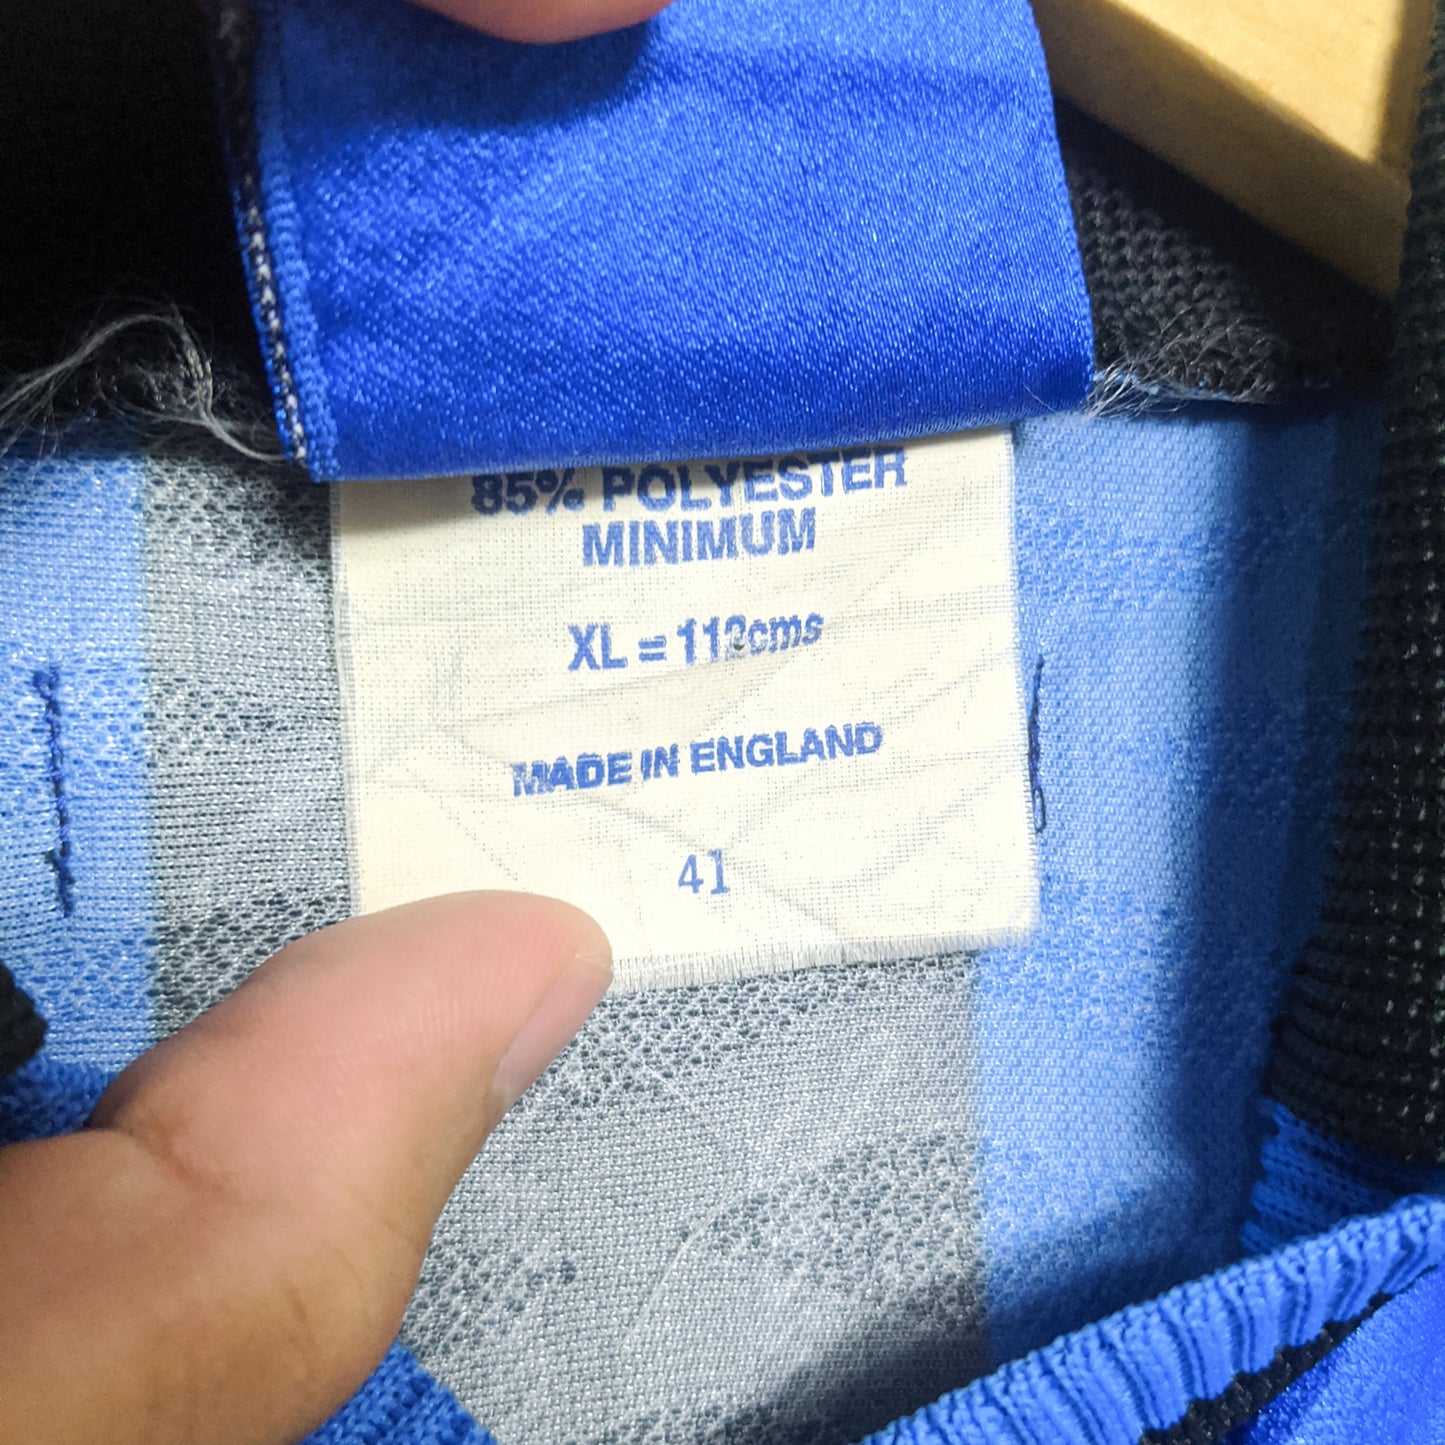 85% POLYESTER
MINIMUM
XL = 112cms
MADE IN ENGLAND
41